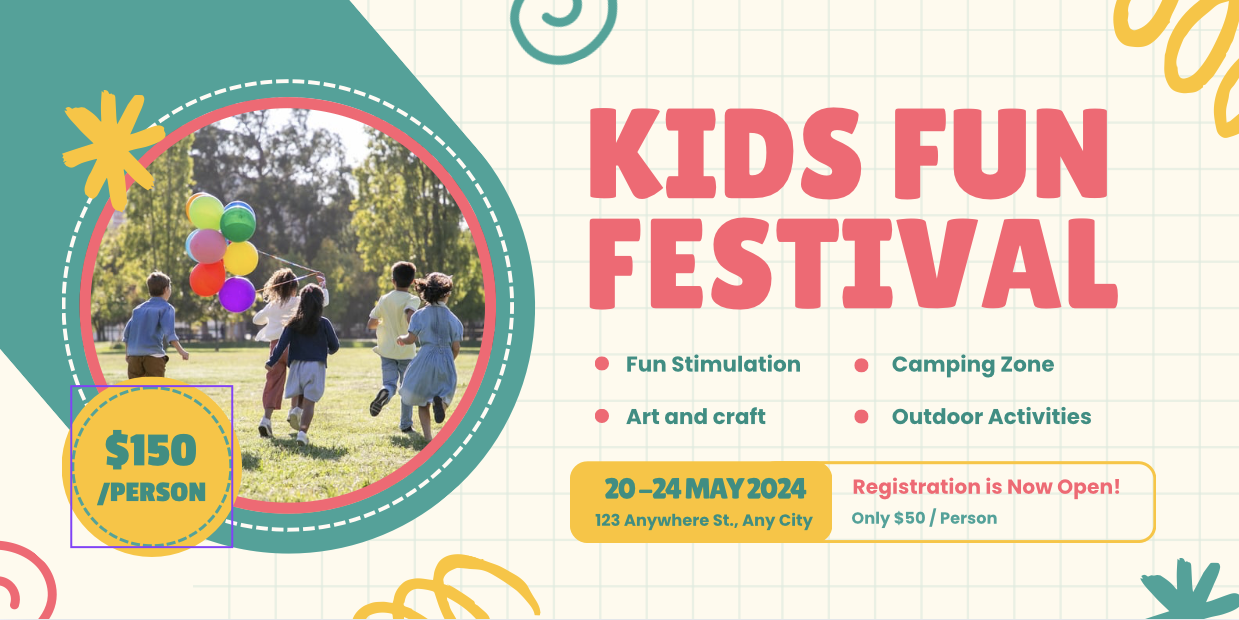 KIDS FUN
FESTIVAL
Fun Stimulation
Camping Zone
Art and craft
Outdoor Activities
$150
/PERSON
20 –24 MAY 2024
123 Anywhere St., Any City
Registration is Now Open!
Only $50 / Person